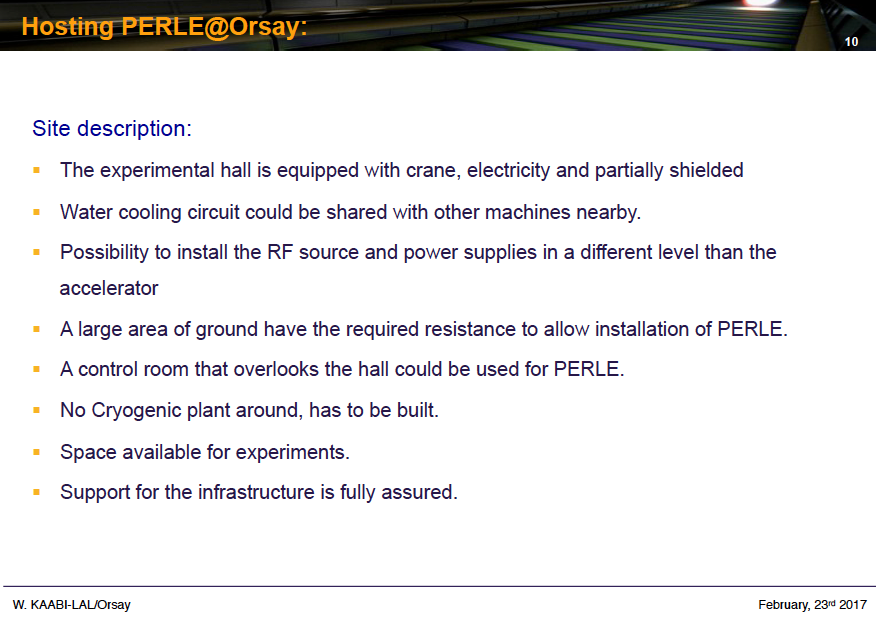 Hosting PERLE@Orsay:
10
Site description:
▪ The experimental hall is equipped with crane, electricity and partially shielded
▪ Water cooling circuit could be shared with other machines nearby.
▪ Possibility to install the RF source and power supplies in a different level than the
accelerator
▪ A large area of ground have the required resistance to allow installation of PERLE.
▪ A control room that overlooks the hall could be used for PERLE.
▪ No Cryogenic plant around, has to be built.
▪ Space available for experiments.
▪ Support for the infrastructure is fully assured.
W. KAABI-LAL/Orsay
February, 23rd 2017